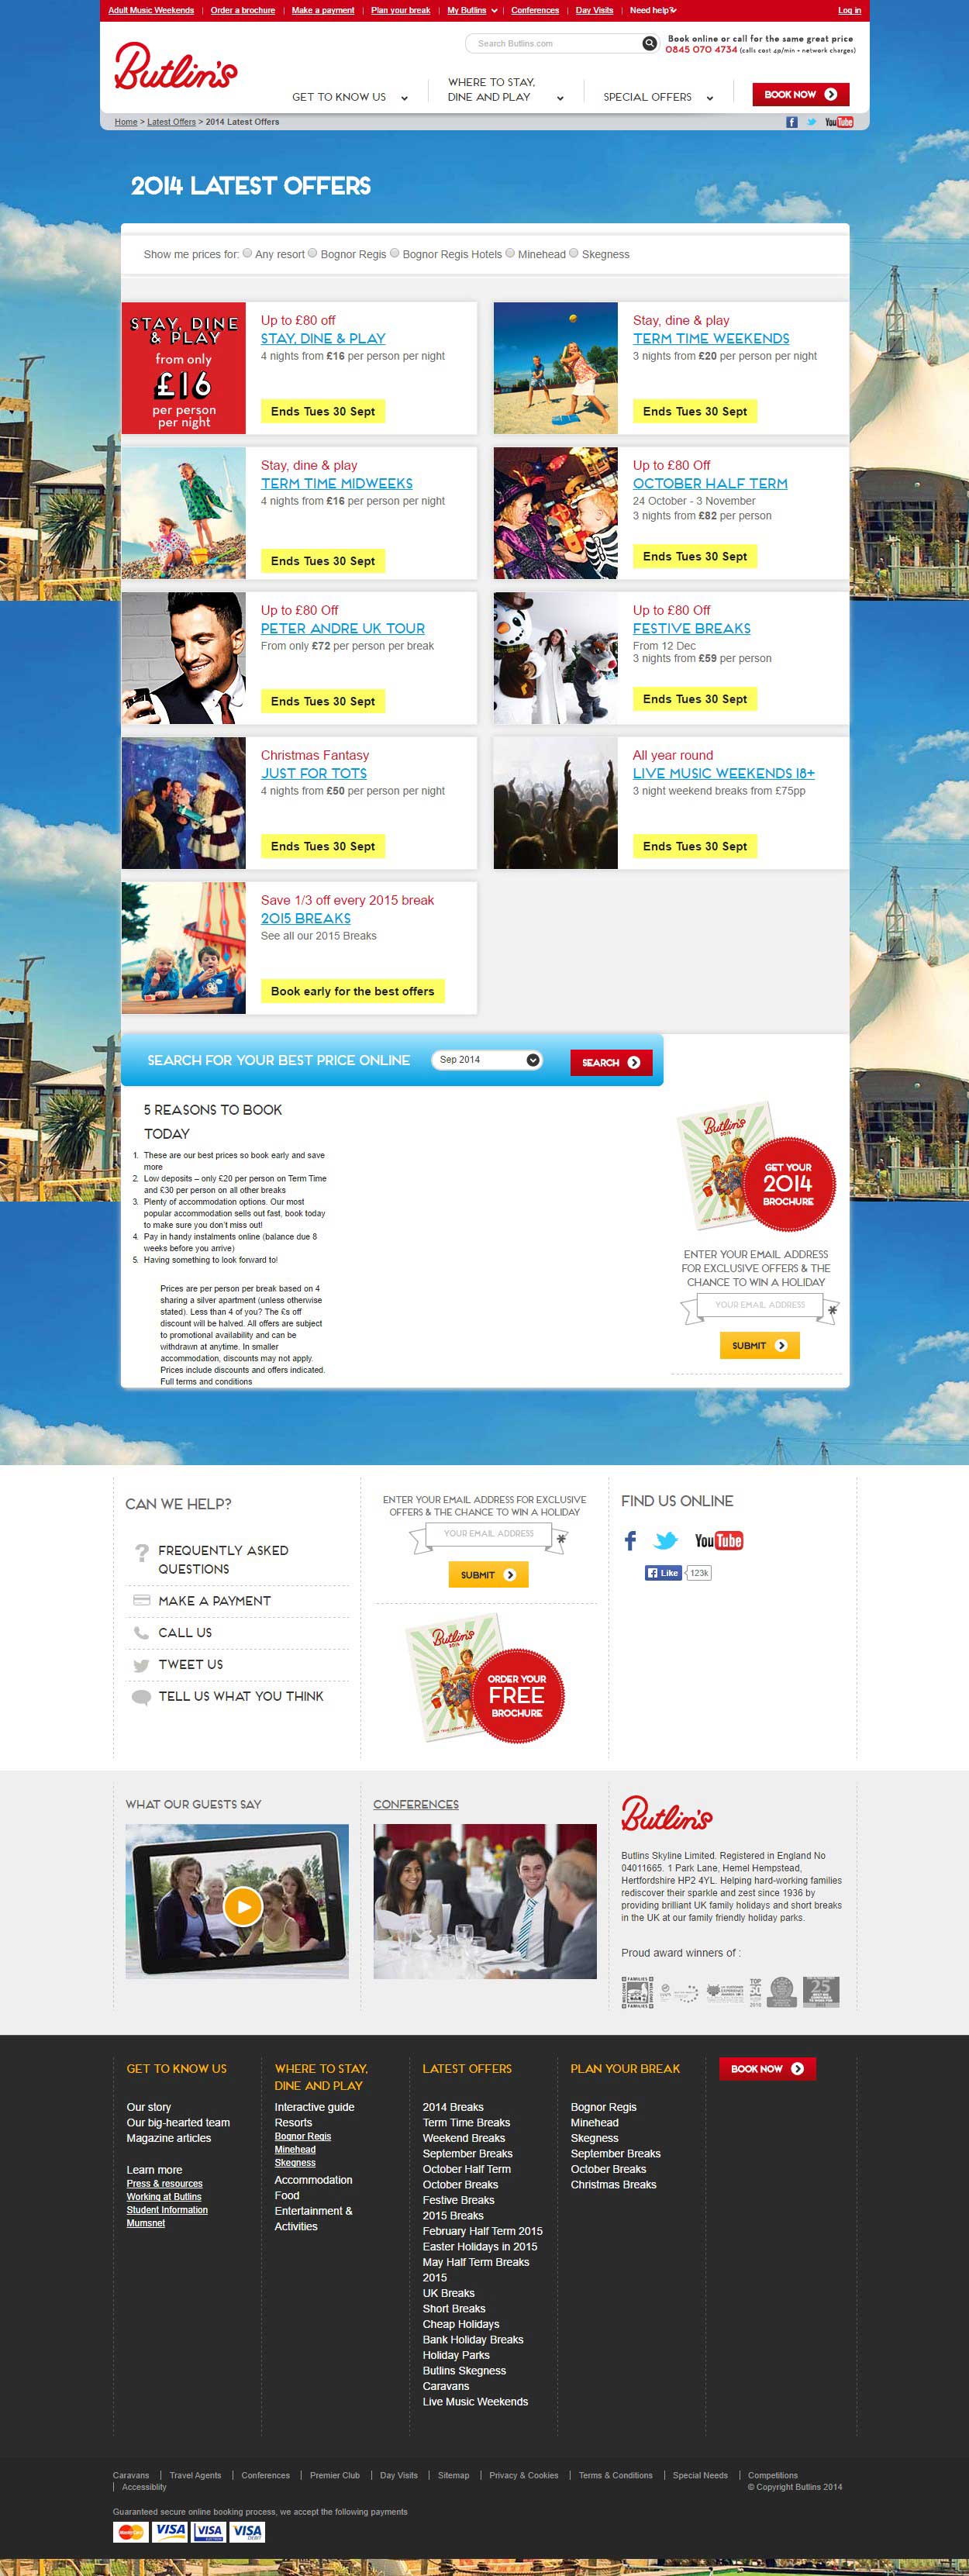 Adult Music Weekends | Order a brochure | Make a payment | Plan your break | My Butlins | Conferences | Day Visits | Need help? Log in
Butlin's
Search Butlins.com
Book online or call for the same great price
0845 070 4734 (calls cost 4p/min + network charges)
GET TO KNOW US
WHERE TO STAY,
DINE AND PLAY
SPECIAL OFFERS
BOOK NOW
Home > Latest Offers > 2014 Latest Offers
You Tube
2014 LATEST OFFERS
Show me prices for: Any resort Bognor Regis Bognor Regis Hotels Minehead Skegness
STAY, DINE
& PLAY
from only
£16
per person
per night
Up to £80 off
STAY, DINE & PLAY
4 nights from £16 per person per night
Ends Tues 30 Sept
Stay, dine & play
TERM TIME WEEKENDS
3 nights from £20 per person per night
Ends Tues 30 Sept
Stay, dine & play
TERM TIME MIDWEEKS
4 nights from £16 per person per night
Ends Tues 30 Sept
Up to £80 Off
OCTOBER HALF TERM
24 October - 3 November
3 nights from £82 per person
Ends Tues 30 Sept
Up to £80 Off
PETER ANDRE UK TOUR
From only £72 per person per break
Ends Tues 30 Sept
Up to £80 Off
FESTIVE BREAKS
From 12 Dec
3 nights from £59 per person
Ends Tues 30 Sept
Christmas Fantasy
JUST FOR TOTS
4 nights from £50 per person per night
Ends Tues 30 Sept
All year round
LIVE MUSIC WEEKENDS 18+
3 night weekend breaks from £75pp
Ends Tues 30 Sept
Save 1/3 off every 2015 break
2015 BREAKS
See all our 2015 Breaks
Book early for the best offers
SEARCH FOR YOUR BEST PRICE ONLINE
Sep 2014
SEARCH
5 REASONS TO BOOK
TODAY
1. These are our best prices so book early and save
more
2. Low deposits – only £20 per person on Term Time
and £30 per person on all other breaks
3. Plenty of accommodation options. Our most
popular accommodation sells out fast, book today
to make sure you don't miss out!
4. Pay in handy instalments online (balance due 8
weeks before you arrive)
5. Having something to look forward to!
Prices are per person per break based on 4
sharing a silver apartment (unless otherwise
stated). Less than 4 of you? The £s off
discount will be halved. All offers are subject
to promotional availability and can be
withdrawn at anytime. In smaller
accommodation, discounts may not apply.
Prices include discounts and offers indicated.
Full terms and conditions
Butlin's
2014
GET YOUR
2014
BROCHURE
ENTER YOUR EMAIL ADDRESS
FOR EXCLUSIVE OFFERS & THE
CHANCE TO WIN A HOLIDAY
YOUR EMAIL ADDRESS
*
SUBMIT
CAN WE HELP?
FREQUENTLY ASKED
QUESTIONS
MAKE A PAYMENT
CALL US
TWEET US
TELL US WHAT YOU THINK
ENTER YOUR EMAIL ADDRESS FOR EXCLUSIVE
OFFERS & THE CHANCE TO WIN A HOLIDAY
YOUR EMAIL ADDRESS
*
SUBMIT
Butlin's
2014
ORDER YOUR
FREE
BROCHURE
FIND US ONLINE
You Tube
Like 123k
WHAT OUR GUESTS SAY
CONFERENCES
Butlin's
Butlins Skyline Limited. Registered in England No
04011665. 1 Park Lane, Hemel Hempstead,
Hertfordshire HP2 4YL. Helping hard-working families
rediscover their sparkle and zest since 1936 by
providing brilliant UK family holidays and short breaks
in the UK at our family friendly holiday parks.
Proud award winners of :
FAMILIES
WELCOME
TOP
25
GET TO KNOW US
Our story
Our big-hearted team
Magazine articles
Learn more
Press & resources
Working at Butlins
Student Information
Mumsnet
WHERE TO STAY,
DINE AND PLAY
Interactive guide
Resorts
Bognor Regis
Minehead
Skegness
Accommodation
Food
Entertainment &
Activities
LATEST OFFERS
2014 Breaks
Term Time Breaks
Weekend Breaks
September Breaks
October Half Term
October Breaks
Festive Breaks
2015 Breaks
February Half Term 2015
Easter Holidays in 2015
May Half Term Breaks
2015
UK Breaks
Short Breaks
Cheap Holidays
Bank Holiday Breaks
Holiday Parks
Butlins Skegness
Caravans
Live Music Weekends
PLAN YOUR BREAK
Bognor Regis
Minehead
Skegness
September Breaks
October Breaks
Christmas Breaks
BOOK NOW
Caravans | Travel Agents | Conferences | Premier Club | Day Visits | Sitemap | Privacy & Cookies | Terms & Conditions | Special Needs | Competitions
| Accessiblity
© Copyright Butlins 2014
Guaranteed secure online booking process, we accept the following payments
MasterCard VISA VISA ELECTRON VISA DEBIT